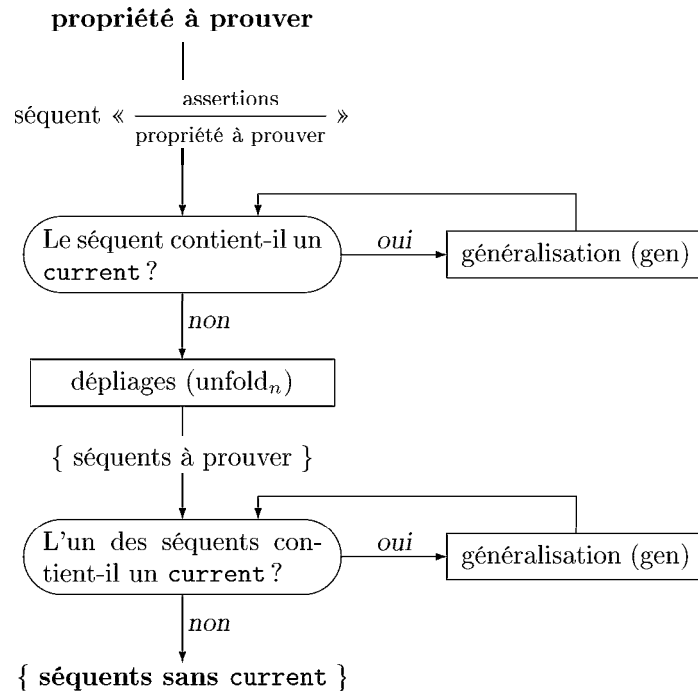 propriété à prouver
séquent « assertions / propriété à prouver »
Le séquent contient-il un
current ?
oui
généralisation (gen)
non
dépliages (unfoldₙ)
{ séquents à prouver }
L'un des séquents con-
tient-il un current ?
oui
généralisation (gen)
non
{ séquents sans current }